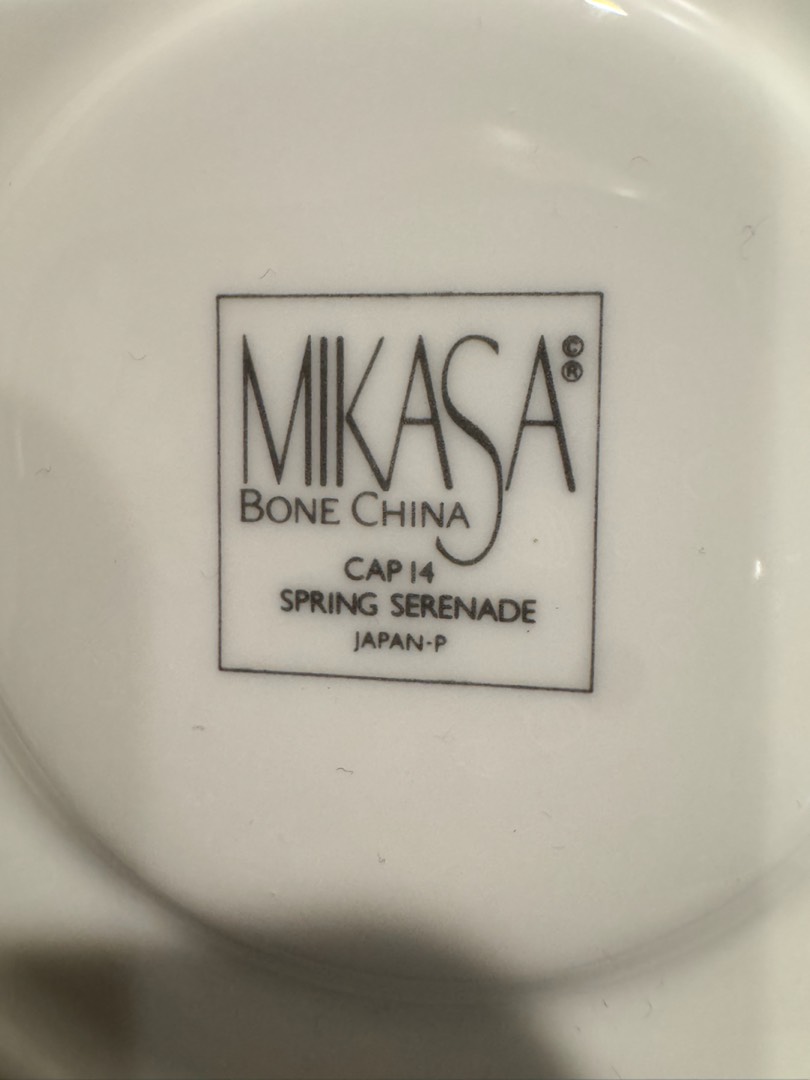 MIKASA©®
BONE CHINA
CAP 14
SPRING SERENADE
JAPAN-P